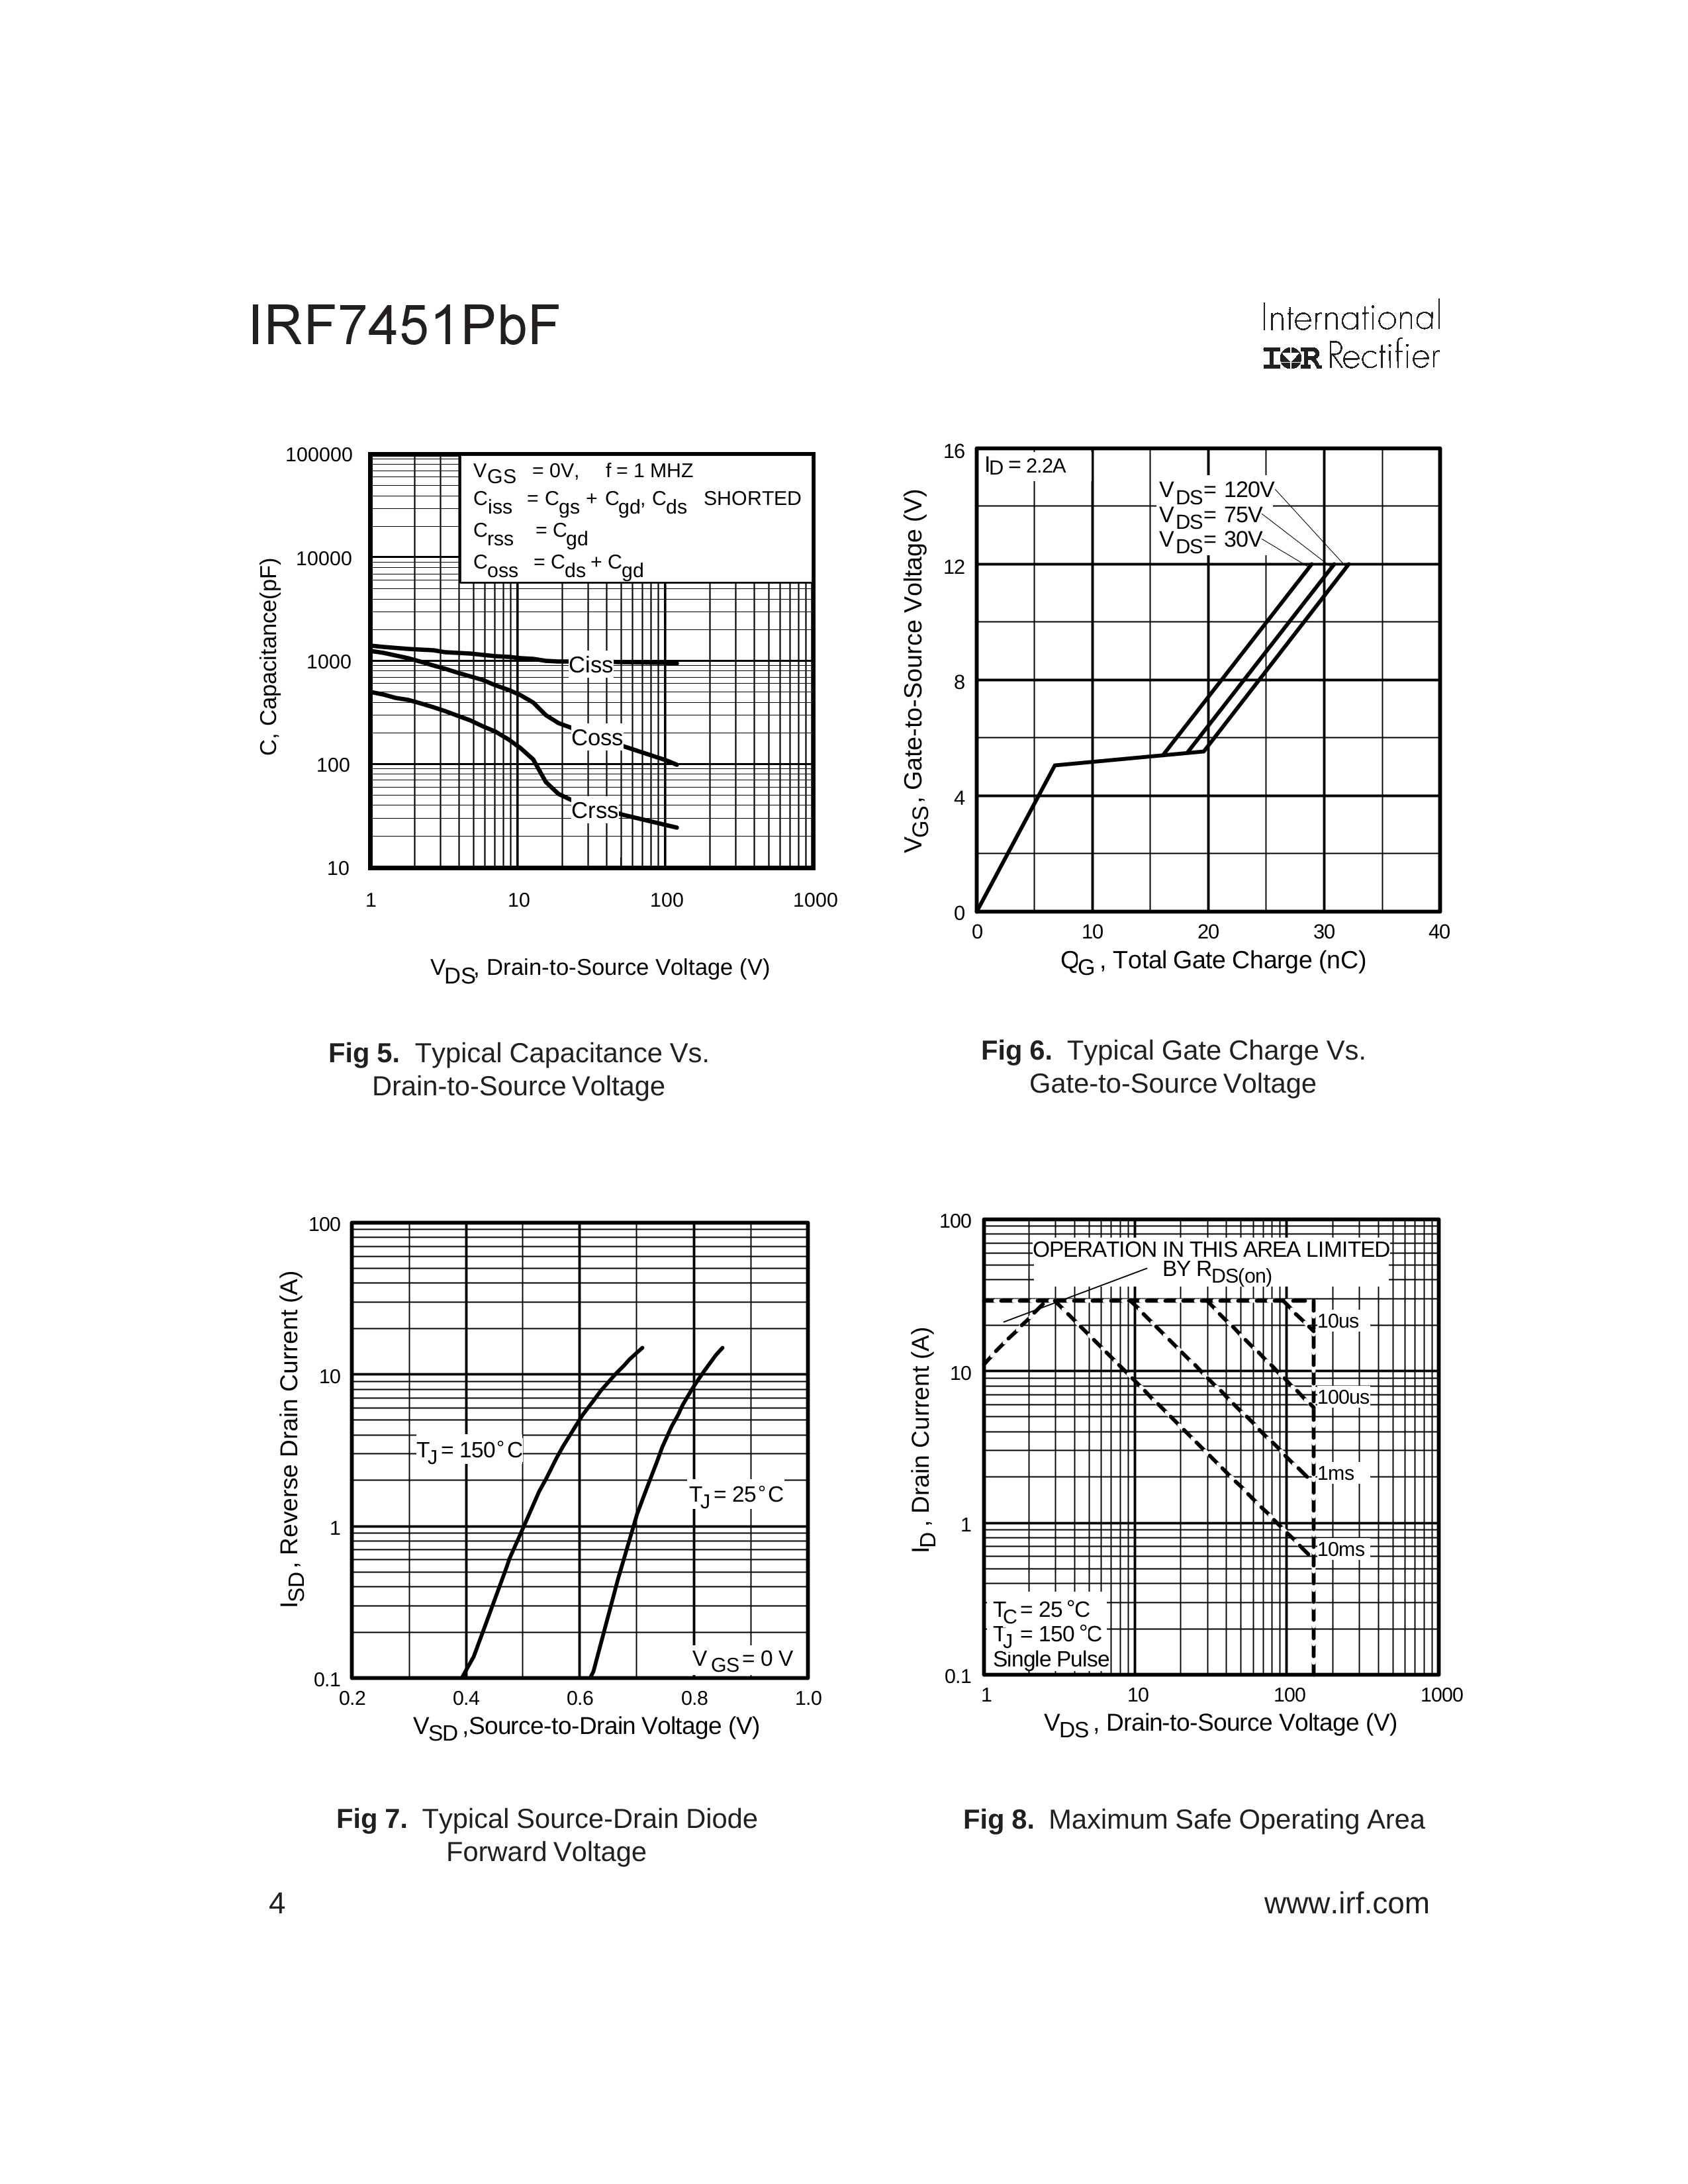 IRF7451PbF
International
IOR Rectifier
100000
10000
1000
100
10
1
10
100
1000
C, Capacitance(pF)
VGS = 0V, f = 1 MHZ
Ciss = Cgs + Cgd, Cds SHORTED
Crss = Cgd
Coss = Cds + Cgd
Ciss
Coss
Crss
VDS, Drain-to-Source Voltage (V)
Fig 5. Typical Capacitance Vs.
Drain-to-Source Voltage
16
12
8
4
0
0
10
20
30
40
VGS, Gate-to-Source Voltage (V)
ID = 2.2A
VDS = 120V
VDS = 75V
VDS = 30V
QG, Total Gate Charge (nC)
Fig 6. Typical Gate Charge Vs.
Gate-to-Source Voltage
100
10
1
0.1
0.2
0.4
0.6
0.8
1.0
ISD, Reverse Drain Current (A)
TJ = 150°C
TJ = 25°C
VGS = 0 V
VSD ,Source-to-Drain Voltage (V)
Fig 7. Typical Source-Drain Diode
Forward Voltage
100
10
1
0.1
1
10
100
1000
ID, Drain Current (A)
OPERATION IN THIS AREA LIMITED
BY RDS(on)
10us
100us
1ms
10ms
TC = 25 °C
TJ = 150 °C
Single Pulse
VDS, Drain-to-Source Voltage (V)
Fig 8. Maximum Safe Operating Area
4
www.irf.com